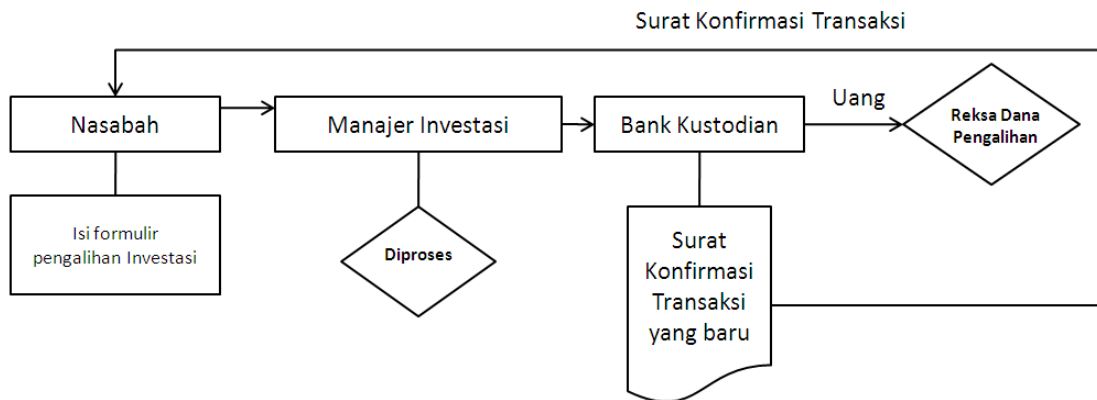 Surat Konfirmasi Transaksi
Nasabah
Manajer Investasi
Bank Kustodian
Uang
Reksa Dana
Pengalihan
Isi formulir
pengalihan Investasi
Diproses
Surat
Konfirmasi
Transaksi
yang baru